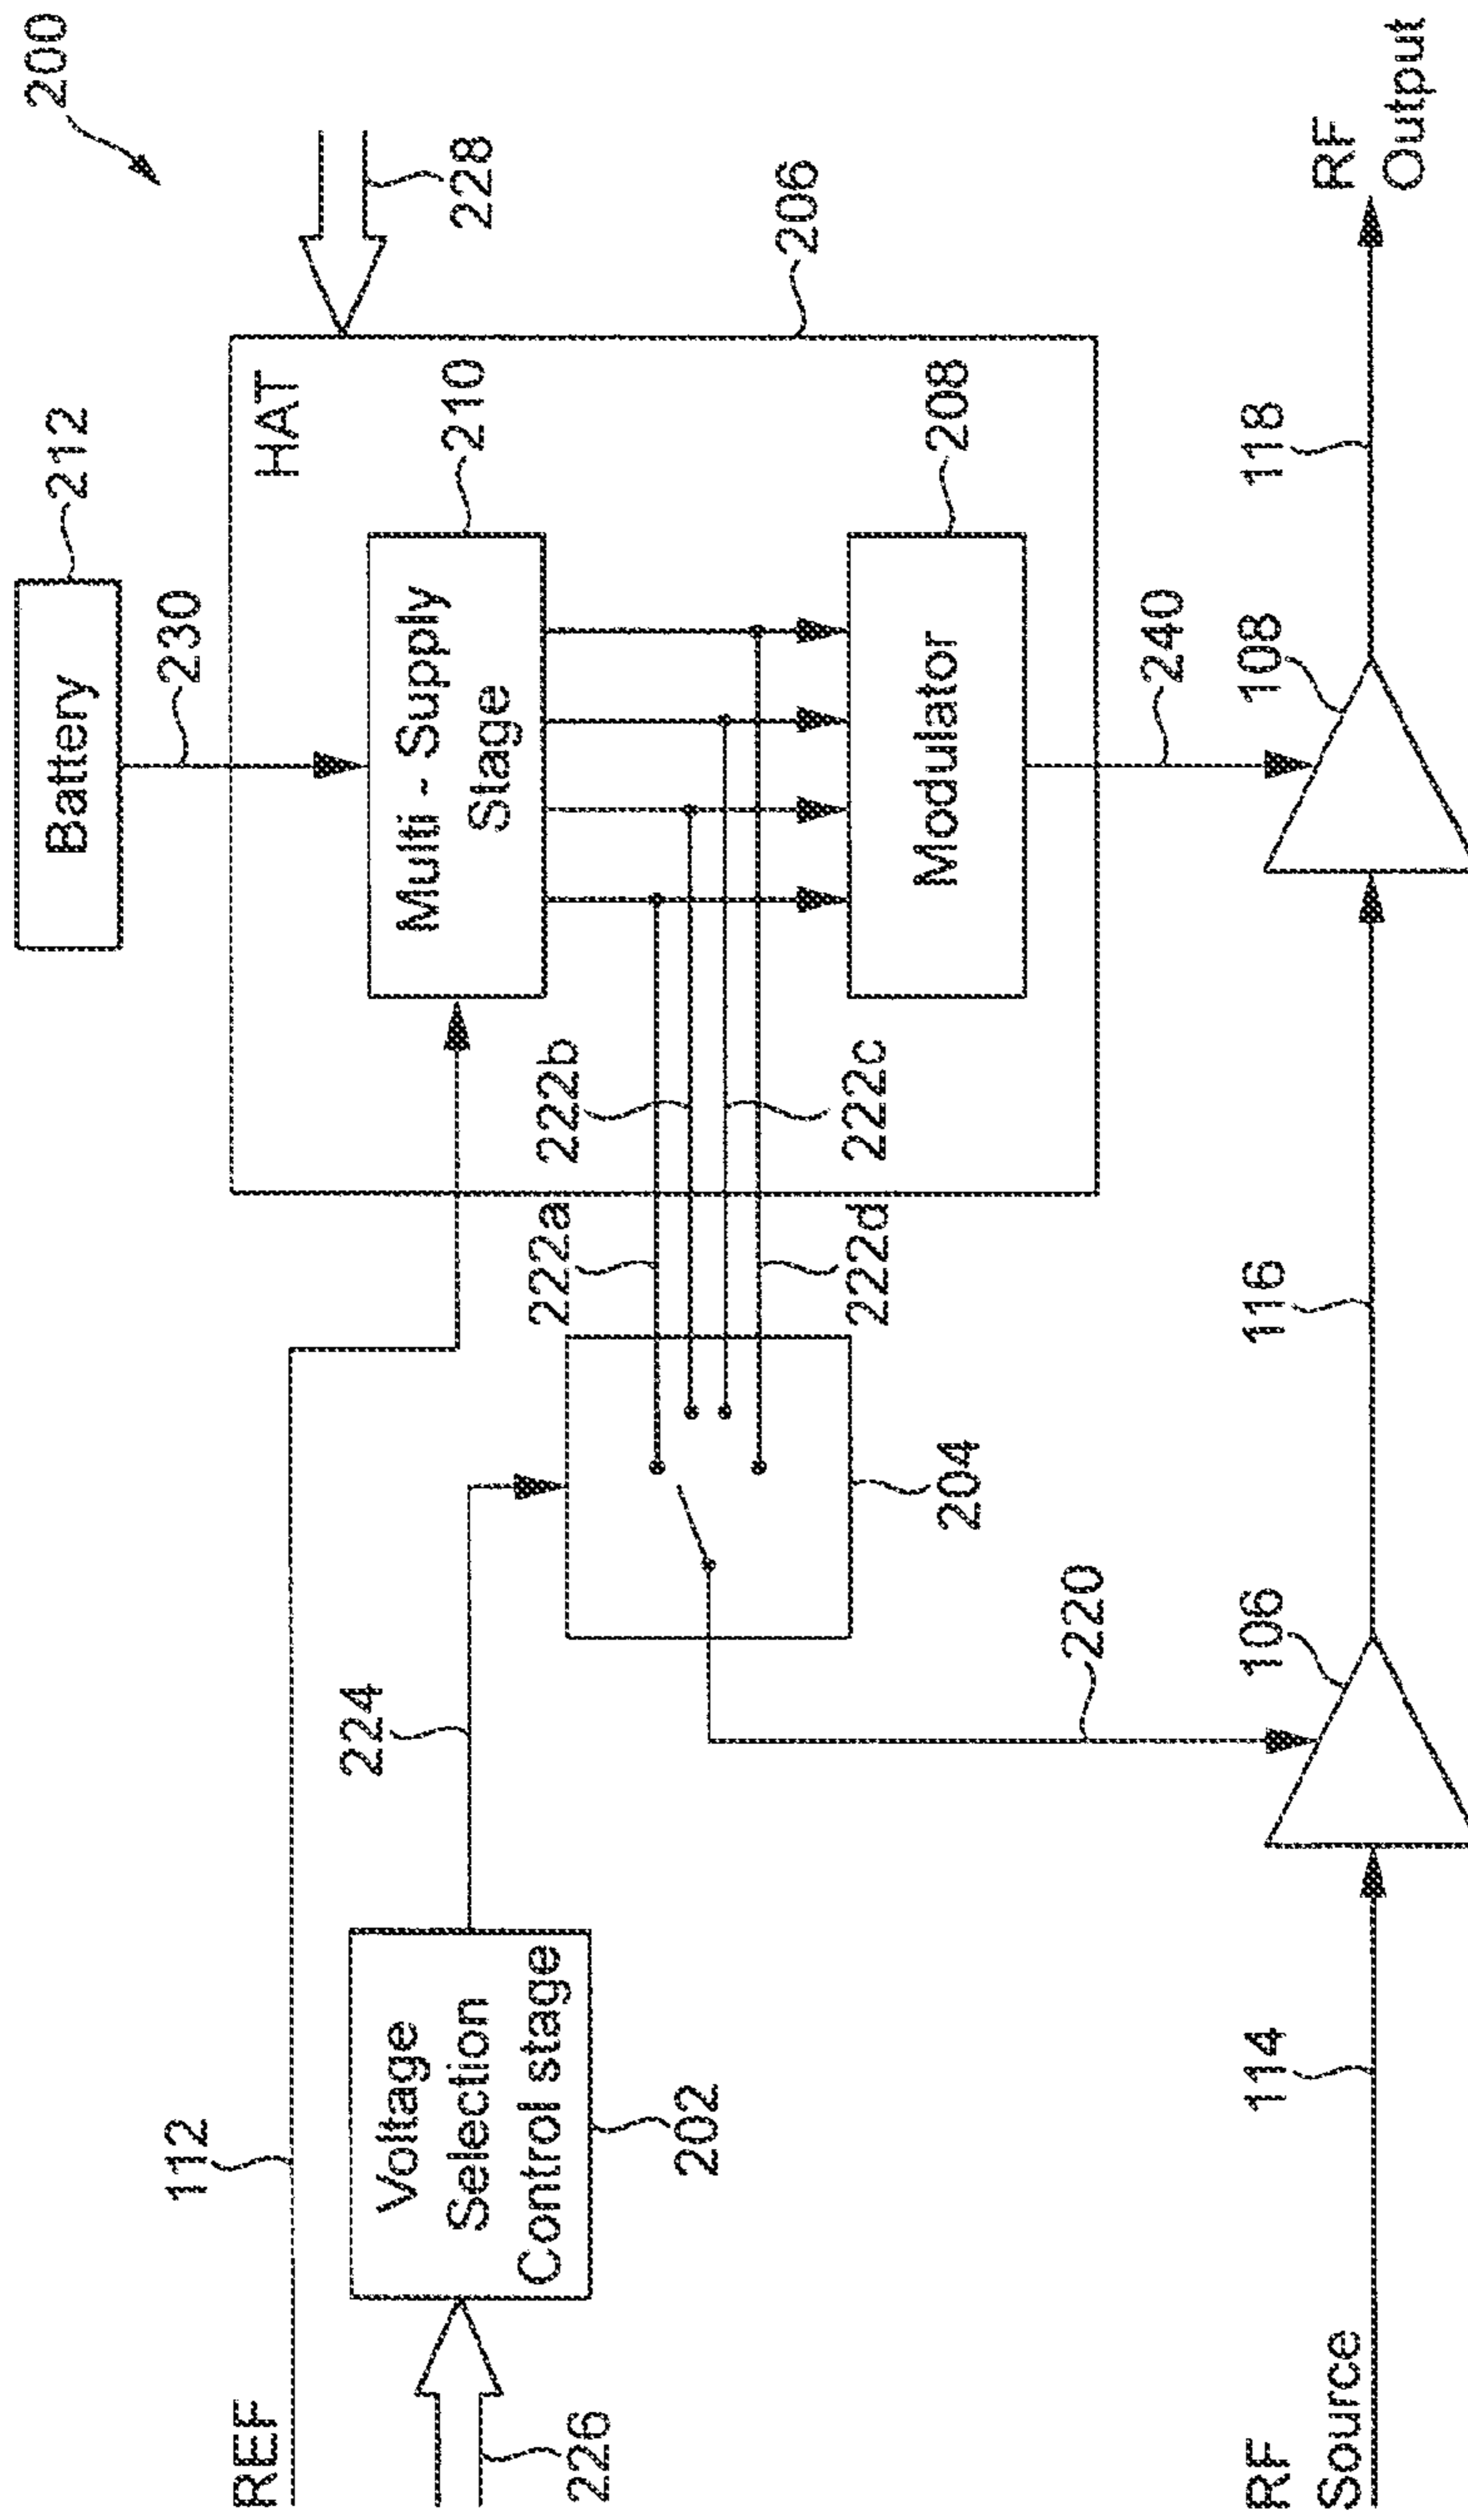 200
Battery
212
230
228
HAT
206
Multi - Supply
Stage
210
Modulator
208
240
REF
112
Voltage
Selection
Control stage
202
224
226
204
222a
222b
222c
222d
220
RF
Source
114
106
116
108
118
RF
Output